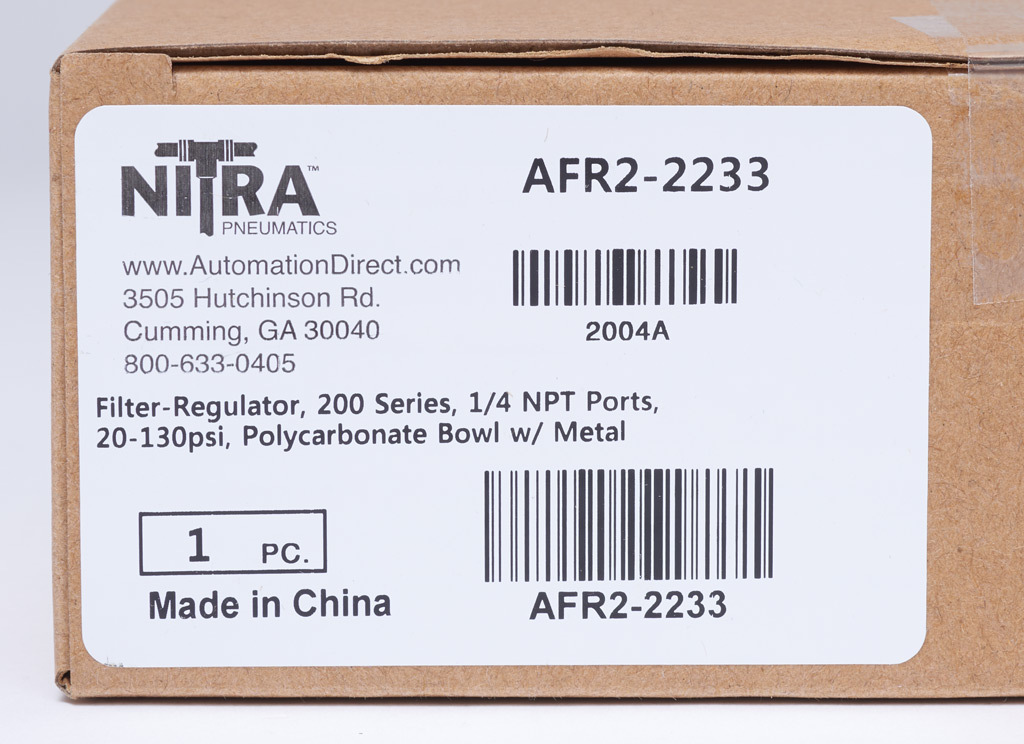 NITRA™
PNEUMATICS
www.AutomationDirect.com
3505 Hutchinson Rd.
Cumming, GA 30040
800-633-0405
AFR2-2233
2004A
Filter-Regulator, 200 Series, 1/4 NPT Ports,
20-130psi, Polycarbonate Bowl w/ Metal
1 PC.
Made in China
AFR2-2233